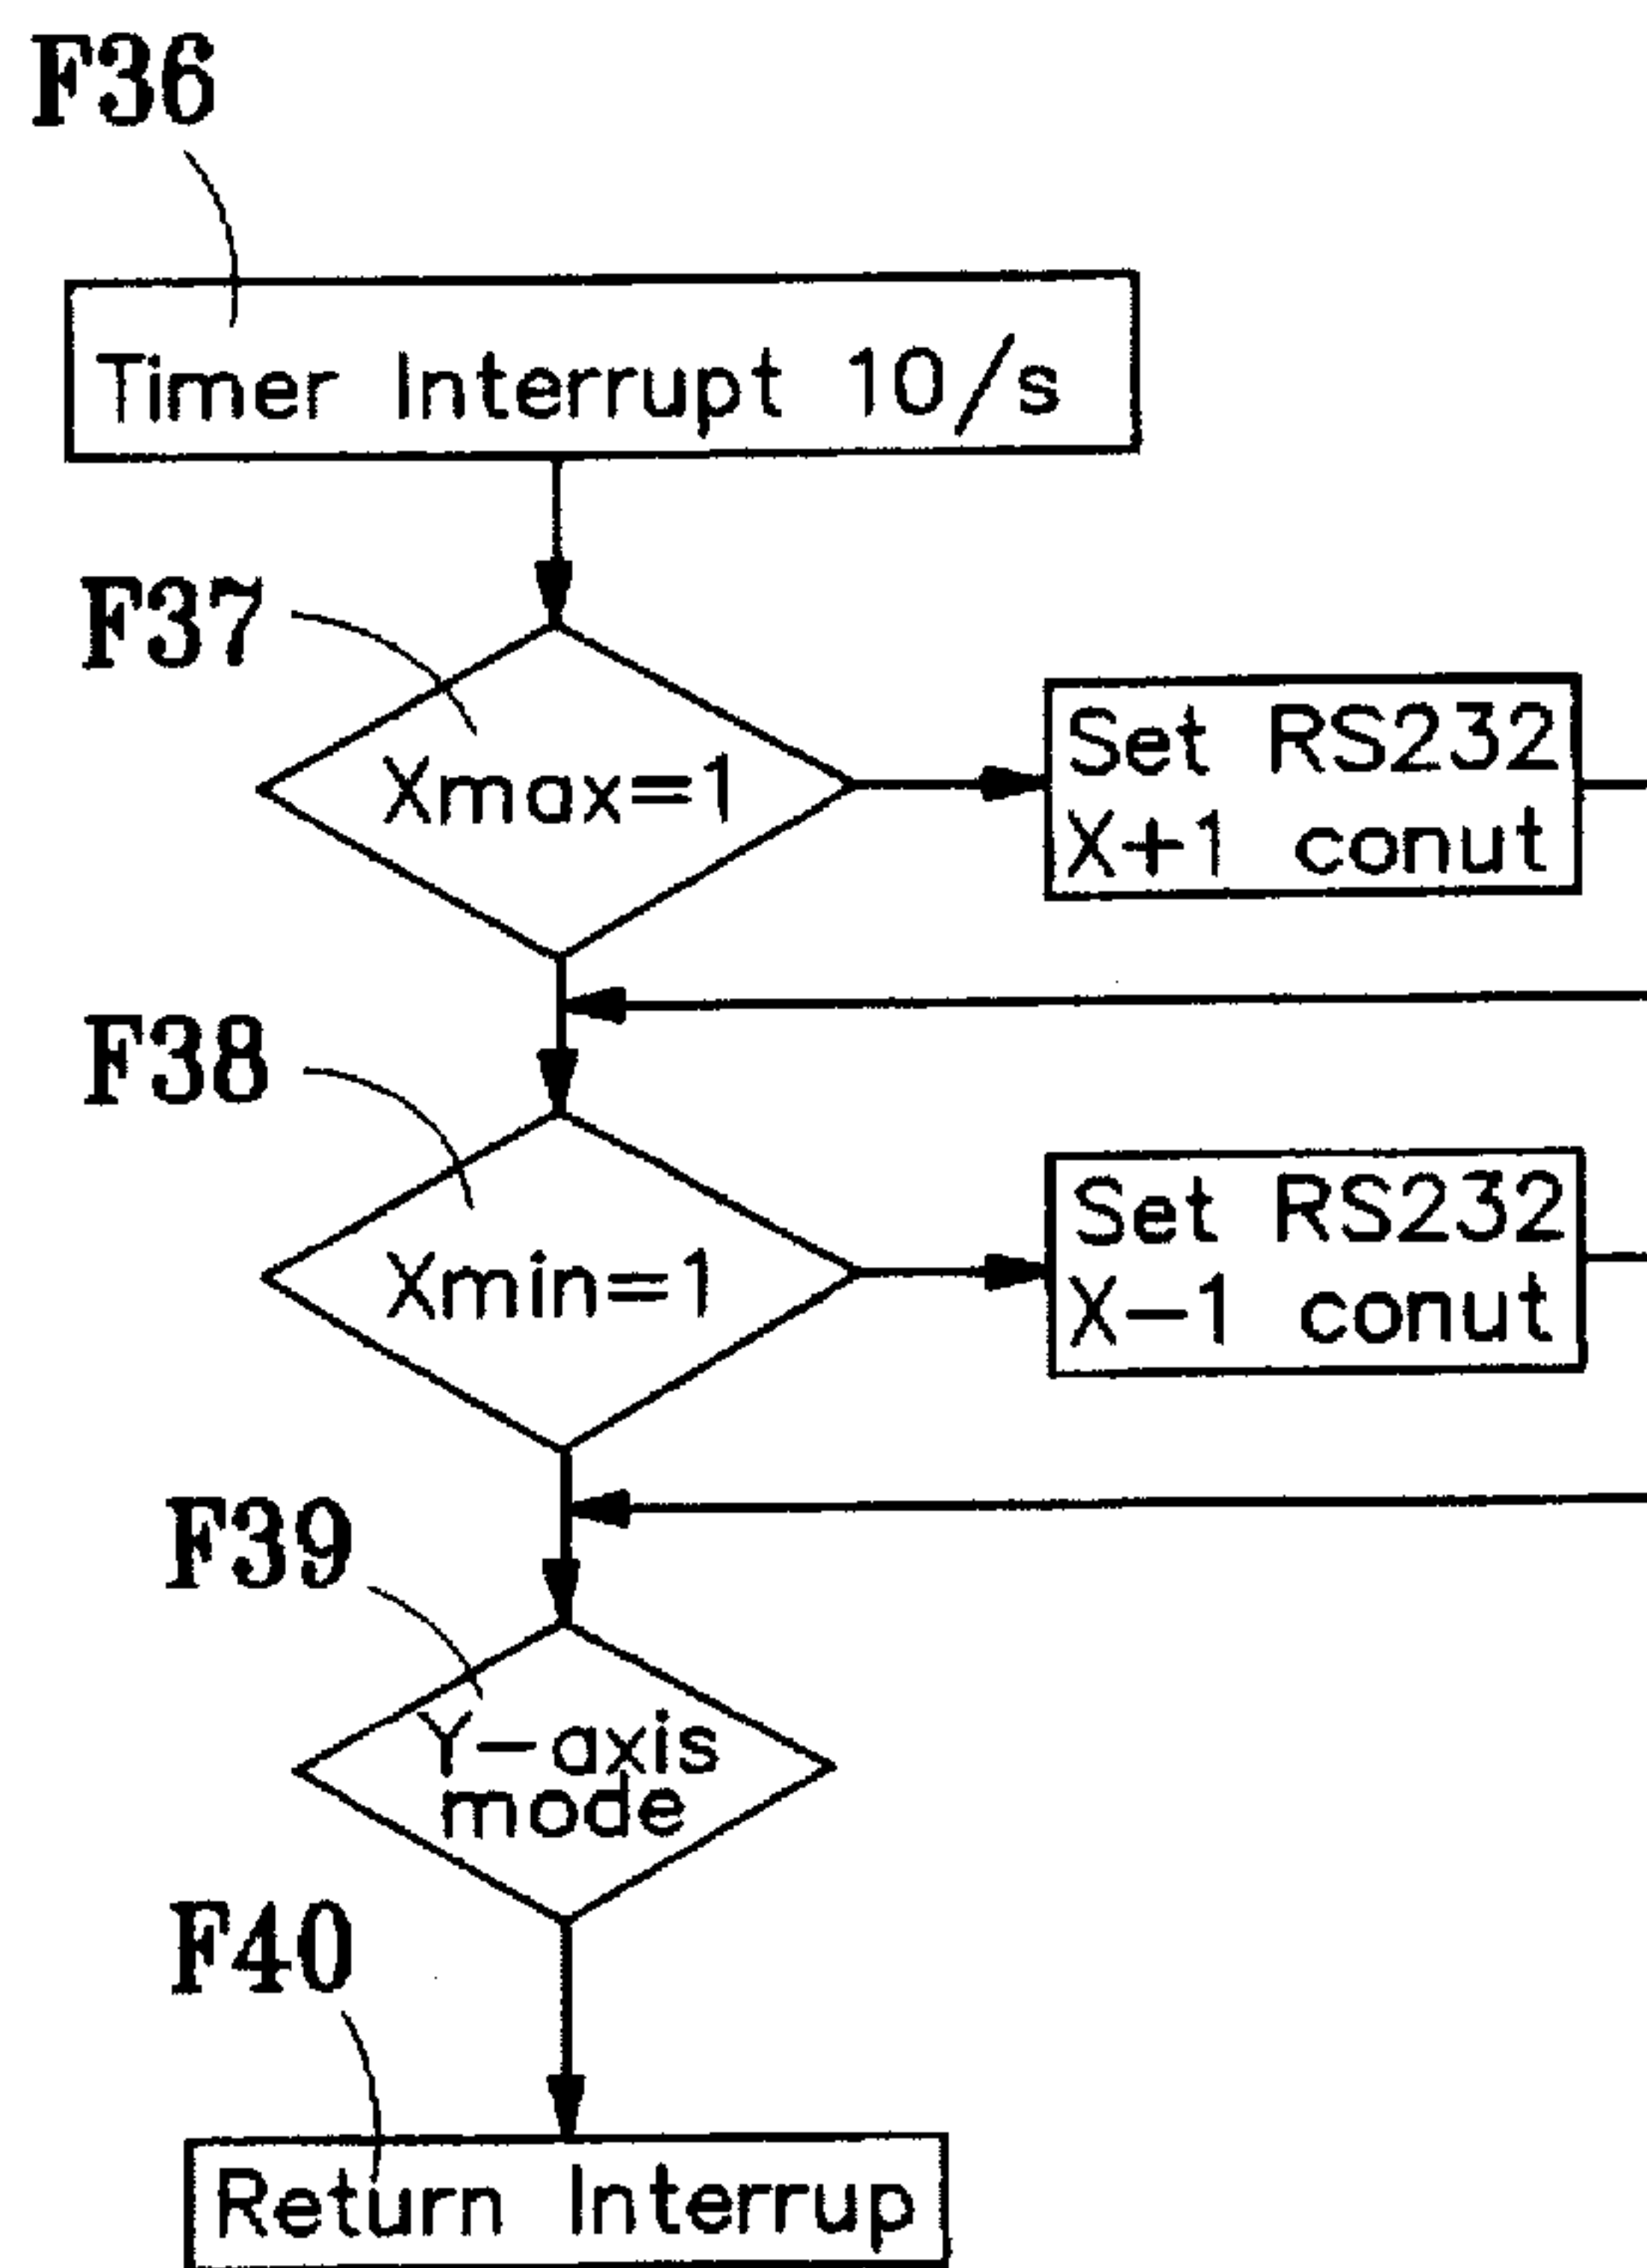 F36
Timer Interrupt 10/s
F37
Xmax=1
Set RS232
X+1 conut
F38
Xmin=1
Set RS232
X-1 conut
F39
Y-axis
mode
F40
Return Interrup